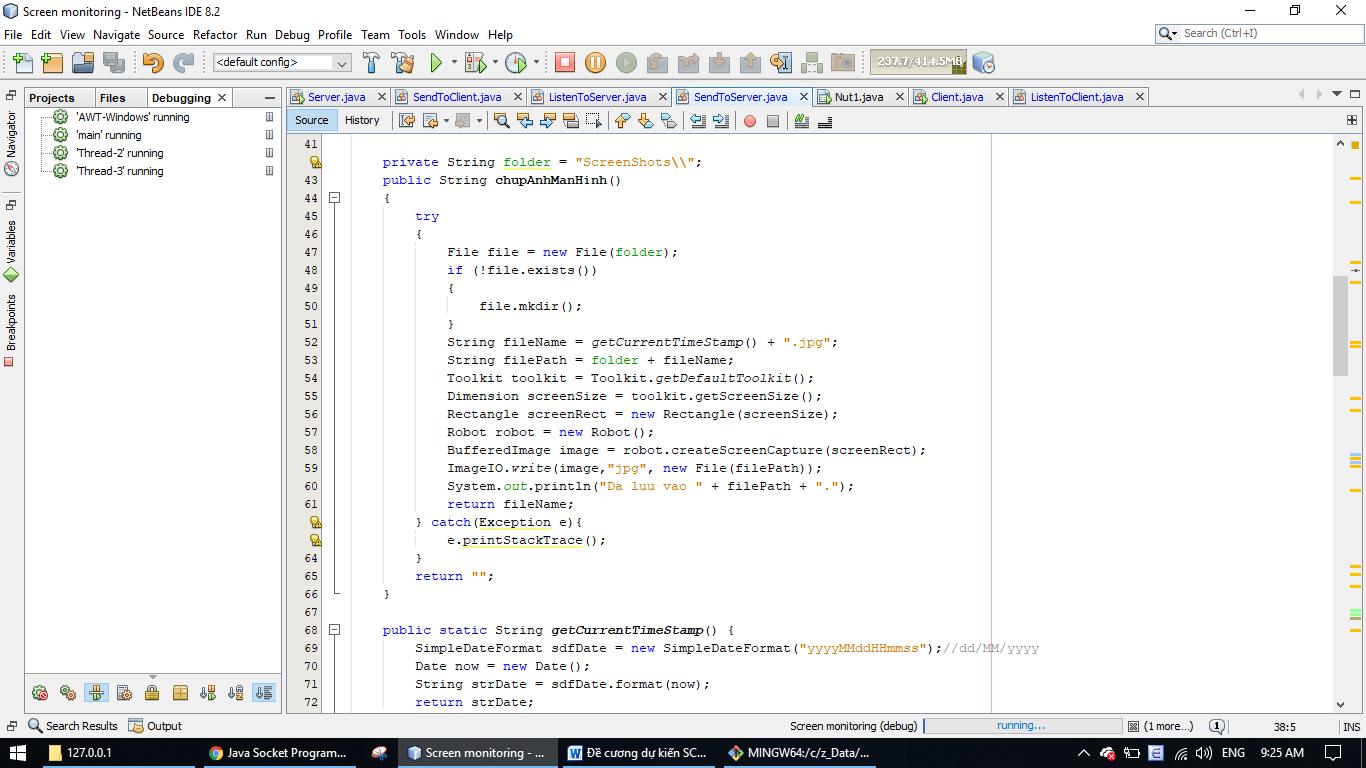 Screen monitoring - NetBeans IDE 8.2
File Edit View Navigate Source Refactor Run Debug Profile Team Tools Window Help
Search (Ctrl+I)
<default config>
237.7/414.5MB
Projects Files Debugging
Server.java SendToClient.java ListenToServer.java SendToServer.java Nut1.java Client.java ListenToClient.java
Navigator
Variables
Breakpoints
'AWT-Windows' running
'main' running
'Thread-2' running
'Thread-3' running
Source History
41
private String folder = "ScreenShots\\";
43 public String chupAnhManHinh()
44 {
45 try
46 {
47 File file = new File(folder);
48 if (!file.exists())
49 {
50 file.mkdir();
51 }
52 String fileName = getCurrentTimeStamp() + ".jpg";
53 String filePath = folder + fileName;
54 Toolkit toolkit = Toolkit.getDefaultToolkit();
55 Dimension screenSize = toolkit.getScreenSize();
56 Rectangle screenRect = new Rectangle(screenSize);
57 Robot robot = new Robot();
58 BufferedImage image = robot.createScreenCapture(screenRect);
59 ImageIO.write(image,"jpg", new File(filePath));
60 System.out.println("Da luu vao " + filePath + ".");
61 return fileName;
} catch(Exception e){
e.printStackTrace();
64 }
65 return "";
66 }
67
68 public static String getCurrentTimeStamp() {
69 SimpleDateFormat sdfDate = new SimpleDateFormat("yyyyMMddHHmmss");//dd/MM/yyyy
70 Date now = new Date();
71 String strDate = sdfDate.format(now);
72 return strDate;
Search Results Output
Screen monitoring (debug) running... (1 more...) 1 38:5 INS
127.0.0.1
Java Socket Program...
Screen monitoring - ...
Đề cương dự kiến SC...
MINGW64:/c/z_Data/...
ENG 9:25 AM